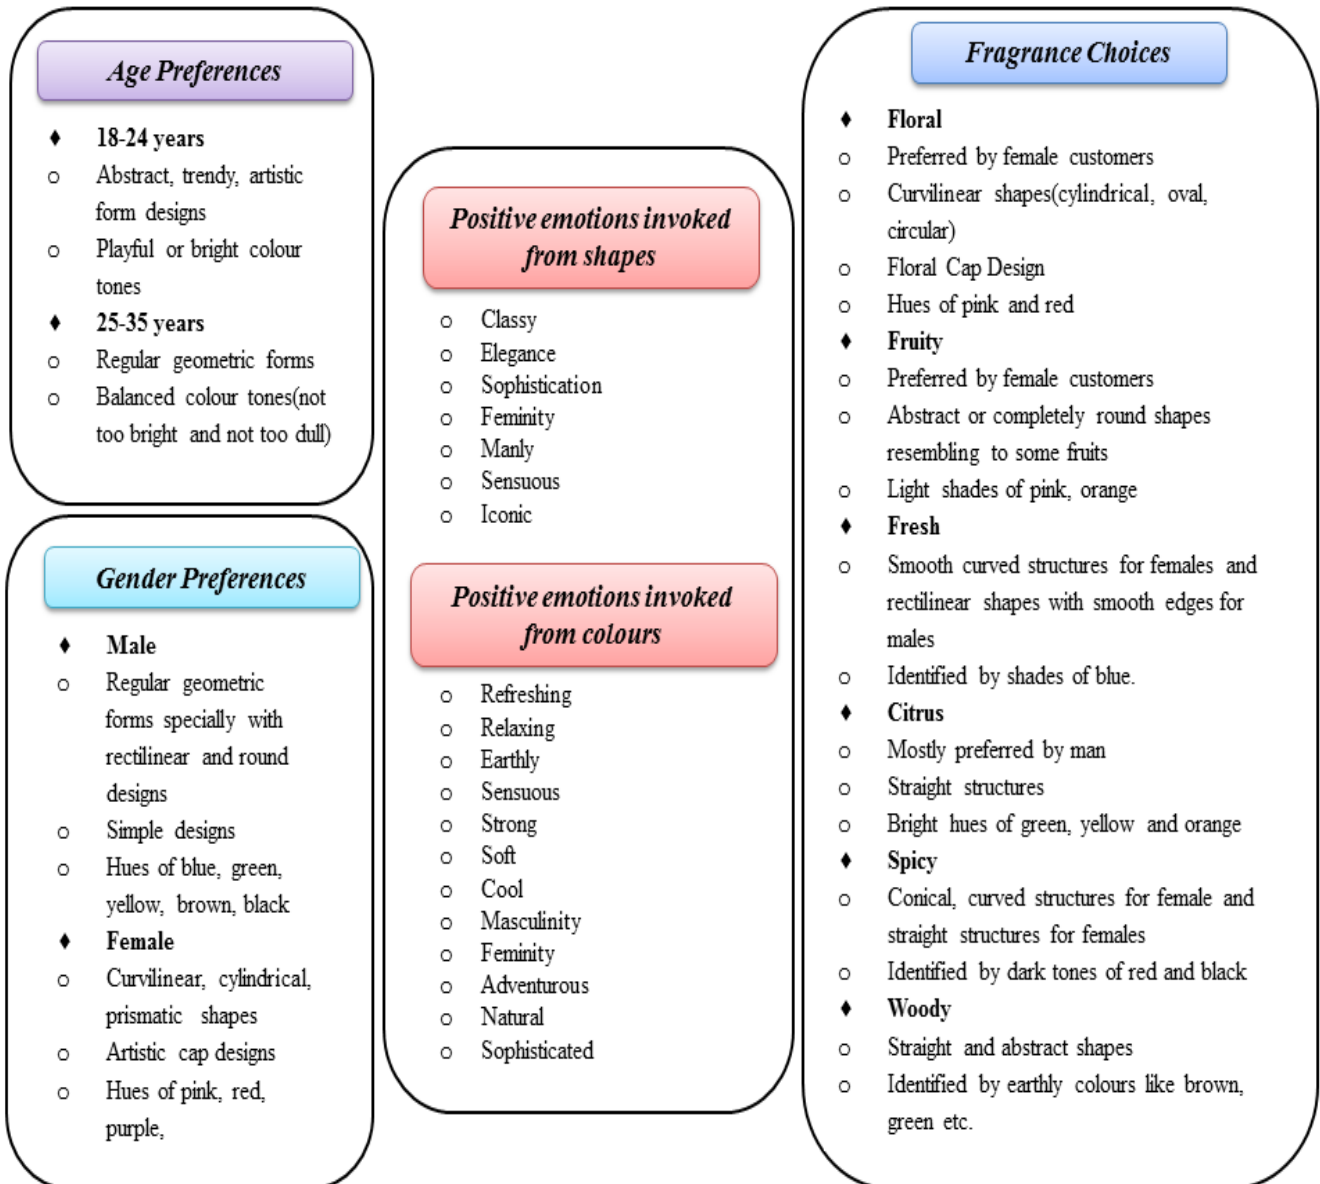 Age Preferences
♦ 18-24 years
o Abstract, trendy, artistic
form designs
o Playful or bright colour
tones
♦ 25-35 years
o Regular geometric forms
o Balanced colour tones(not
too bright and not too dull)
Gender Preferences
♦ Male
o Regular geometric
forms specially with
rectilinear and round
designs
o Simple designs
o Hues of blue, green,
yellow, brown, black
♦ Female
o Curvilinear, cylindrical,
prismatic shapes
o Artistic cap designs
o Hues of pink, red,
purple,
Positive emotions invoked
from shapes
o Classy
o Elegance
o Sophistication
o Feminity
o Manly
o Sensuous
o Iconic
Positive emotions invoked
from colours
o Refreshing
o Relaxing
o Earthly
o Sensuous
o Strong
o Soft
o Cool
o Masculinity
o Feminity
o Adventurous
o Natural
o Sophisticated
Fragrance Choices
♦ Floral
o Preferred by female customers
o Curvilinear shapes(cylindrical, oval,
circular)
o Floral Cap Design
o Hues of pink and red
♦ Fruity
o Preferred by female customers
o Abstract or completely round shapes
resembling to some fruits
o Light shades of pink, orange
♦ Fresh
o Smooth curved structures for females and
rectilinear shapes with smooth edges for
males
o Identified by shades of blue.
♦ Citrus
o Mostly preferred by man
o Straight structures
o Bright hues of green, yellow and orange
♦ Spicy
o Conical, curved structures for female and
straight structures for females
o Identified by dark tones of red and black
♦ Woody
o Straight and abstract shapes
o Identified by earthly colours like brown,
green etc.